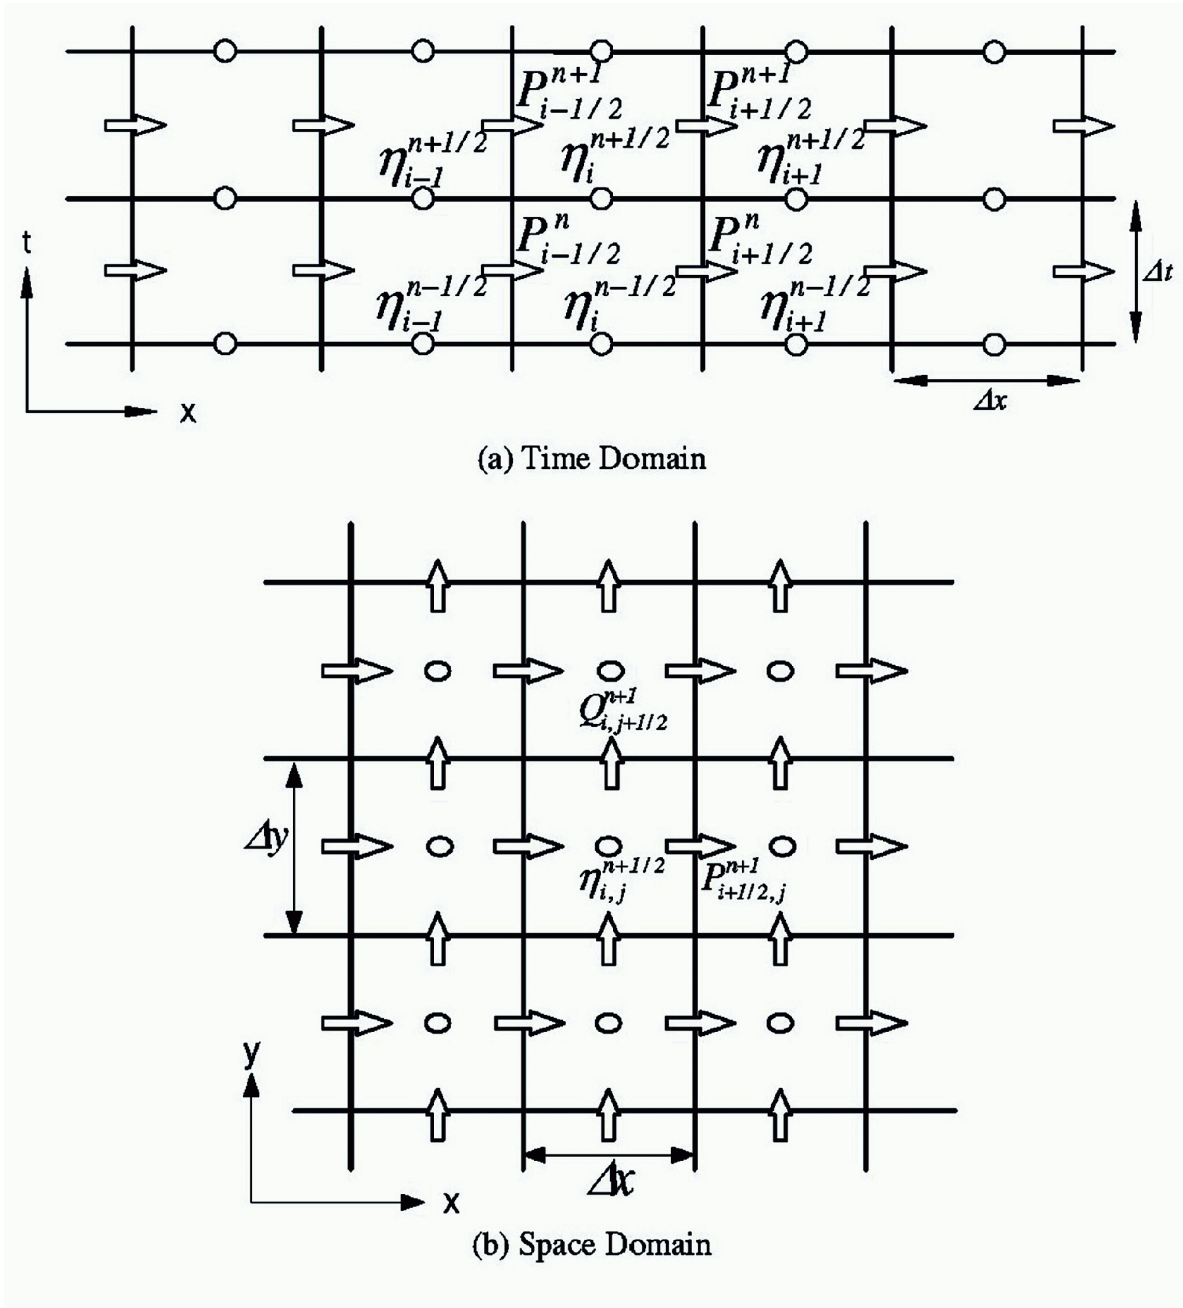 P^{n+1}_{i-1/2} P^{n+1}_{i+1/2}
η^{n+1/2}_{i-1} η^{n+1/2}_{i} η^{n+1/2}_{i+1}
P^{n}_{i-1/2} P^{n}_{i+1/2}
t
Δt
η^{n-1/2}_{i-1} η^{n-1/2}_{i} η^{n-1/2}_{i+1}
Δx
x
(a) Time Domain
Q^{n+1}_{i,j+1/2}
Δy
η^{n+1/2}_{i,j} P^{n+1}_{i+1/2,j}
y
Δx
x
(b) Space Domain